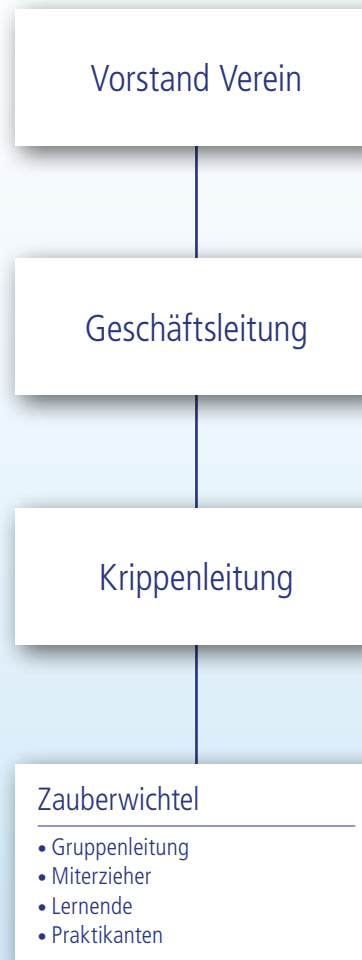 Vorstand Verein
Geschäftsleitung
Krippenleitung
Zauberwichtel
• Gruppenleitung
• Miterzieher
• Lernende
• Praktikanten